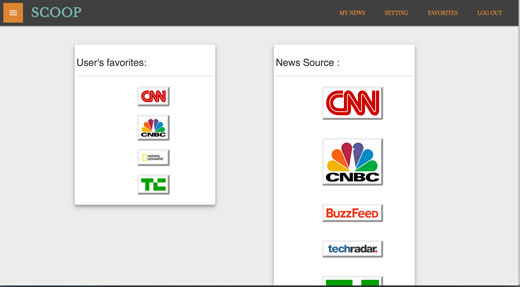 SCOOP
MY NEWS
SETTING
FAVORITES
LOG OUT
User's favorites:
CNN
CNBC
NATIONAL
GEOGRAPHIC
TC
News Source :
CNN
CNBC
BuzzFeed
techradar.